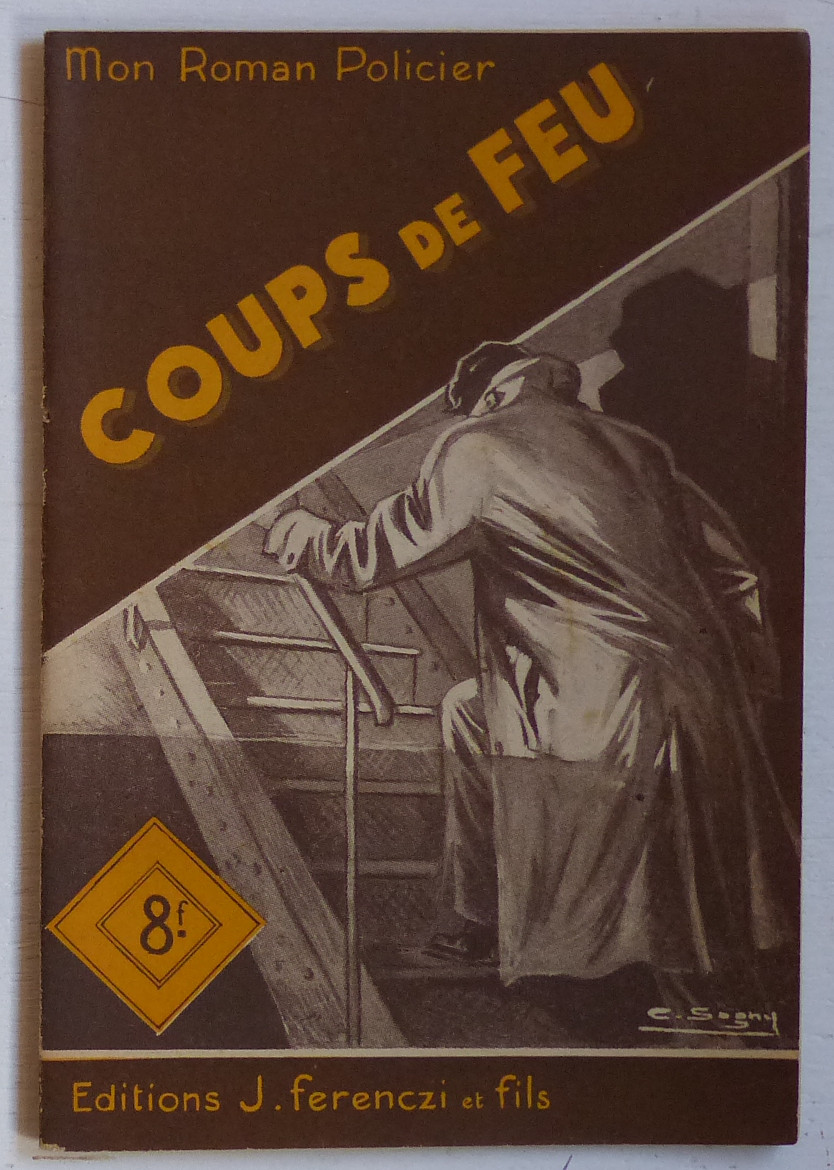 Mon Roman Policier
COUPS DE FEU
8f.
C. Sogny
Editions J. ferenczi et fils